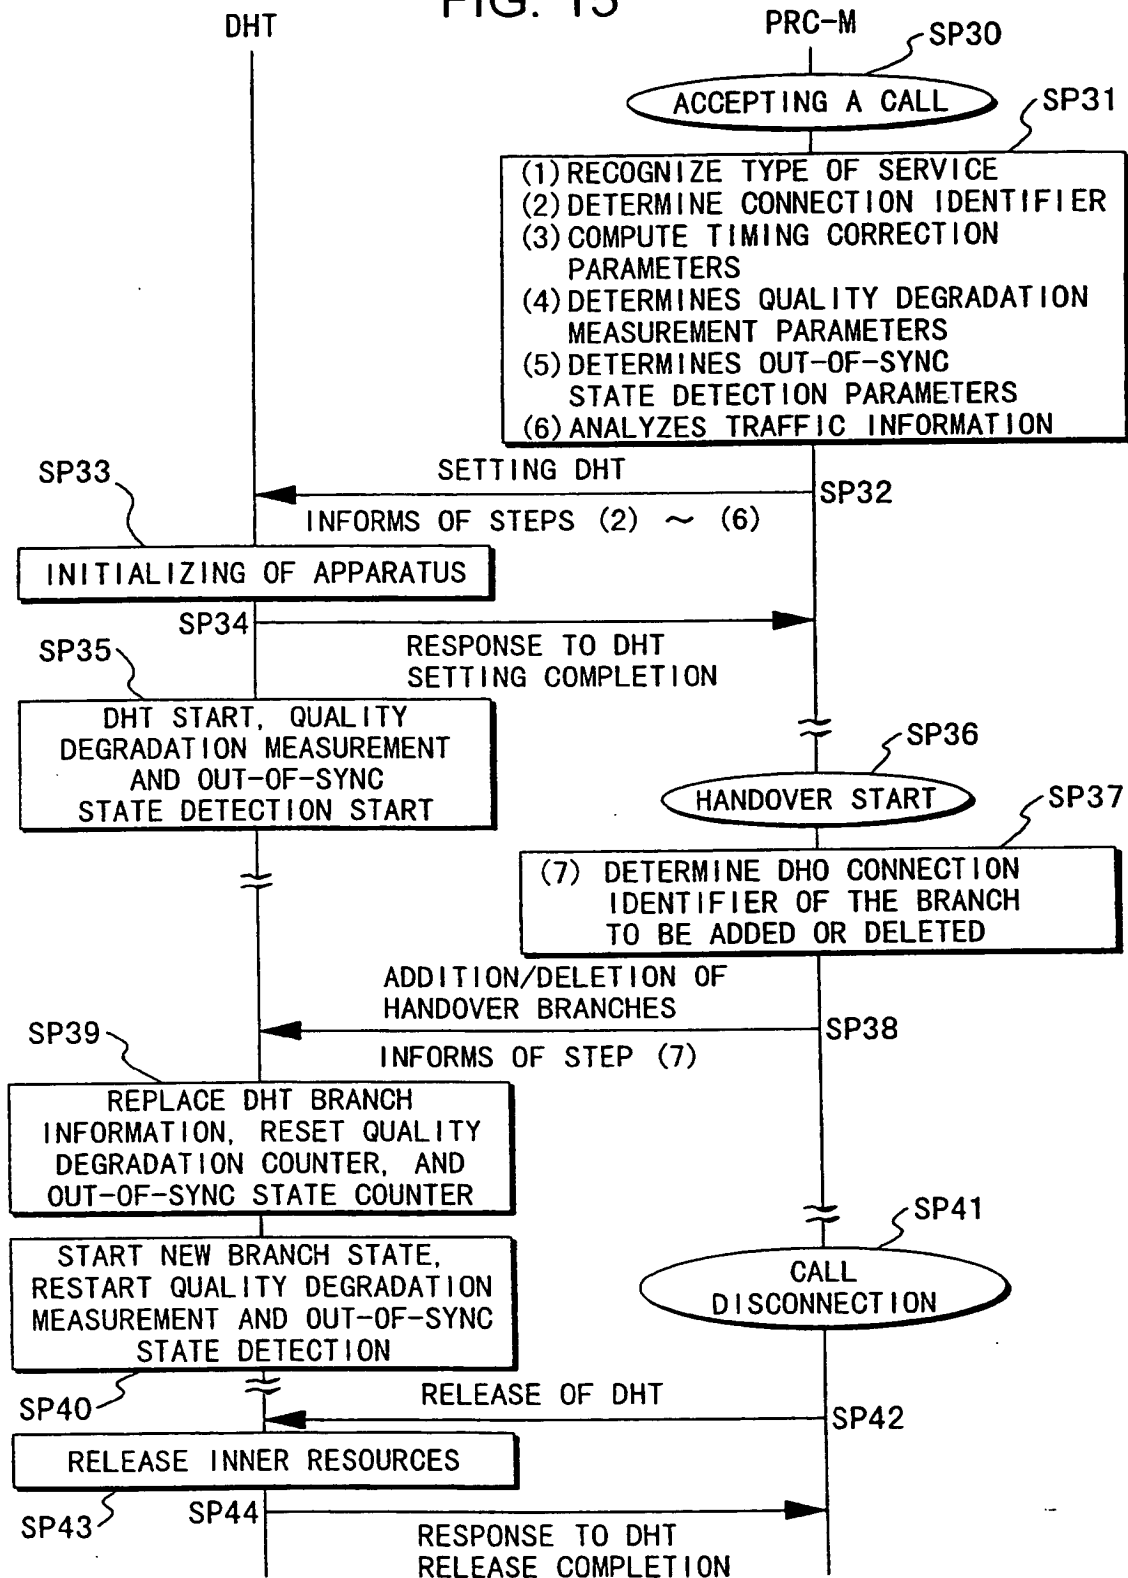 FIG. 15
DHT
PRC-M
SP30
ACCEPTING A CALL
SP31
(1) RECOGNIZE TYPE OF SERVICE
(2) DETERMINE CONNECTION IDENTIFIER
(3) COMPUTE TIMING CORRECTION
PARAMETERS
(4) DETERMINES QUALITY DEGRADATION
MEASUREMENT PARAMETERS
(5) DETERMINES OUT-OF-SYNC
STATE DETECTION PARAMETERS
(6) ANALYZES TRAFFIC INFORMATION
SP33
SETTING DHT
SP32
INFORMS OF STEPS (2) ~ (6)
INITIALIZING OF APPARATUS
SP34
RESPONSE TO DHT
SETTING COMPLETION
SP35
DHT START, QUALITY
DEGRADATION MEASUREMENT
AND OUT-OF-SYNC
STATE DETECTION START
SP36
HANDOVER START
SP37
(7) DETERMINE DHO CONNECTION
IDENTIFIER OF THE BRANCH
TO BE ADDED OR DELETED
ADDITION/DELETION OF
HANDOVER BRANCHES
SP38
INFORMS OF STEP (7)
SP39
REPLACE DHT BRANCH
INFORMATION, RESET QUALITY
DEGRADATION COUNTER, AND
OUT-OF-SYNC STATE COUNTER
SP41
CALL
DISCONNECTION
START NEW BRANCH STATE,
RESTART QUALITY DEGRADATION
MEASUREMENT AND OUT-OF-SYNC
STATE DETECTION
SP40
RELEASE OF DHT
SP42
RELEASE INNER RESOURCES
SP43
SP44
RESPONSE TO DHT
RELEASE COMPLETION